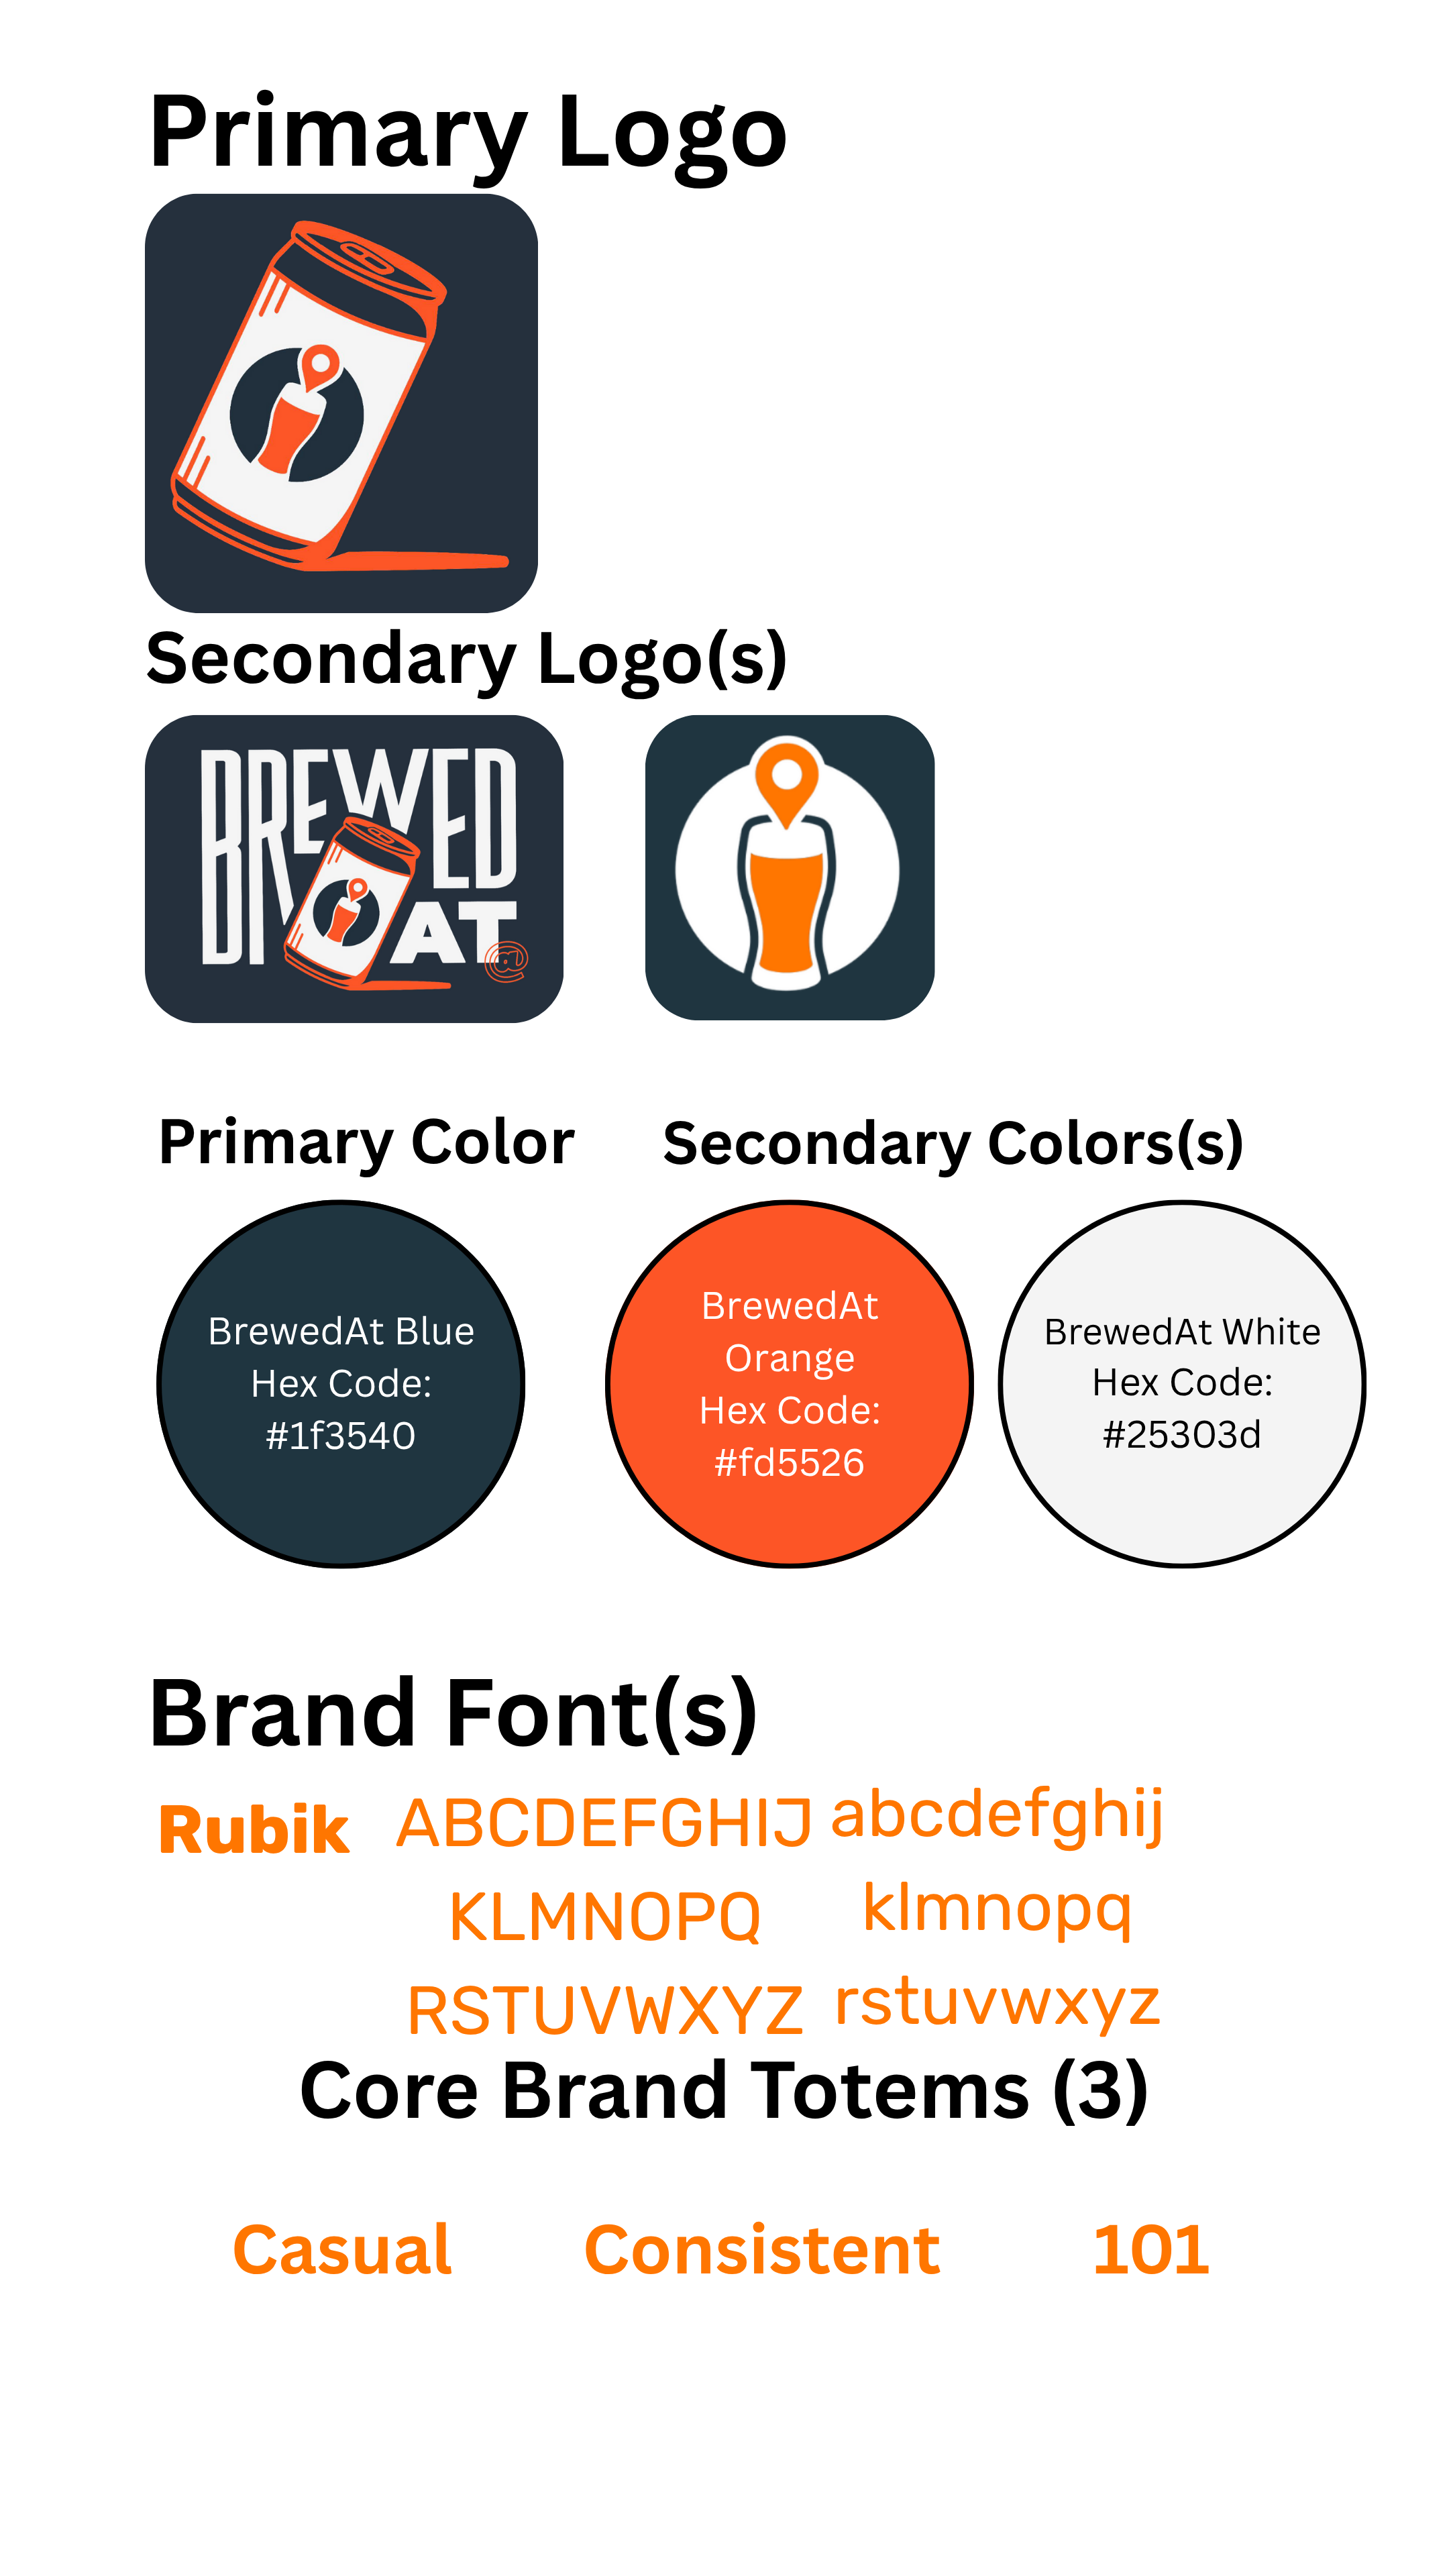 Primary Logo
Secondary Logo(s)
BREWED
AT
@
Primary Color
Secondary Colors(s)
BrewedAt Blue
Hex Code:
#1f3540
BrewedAt
Orange
Hex Code:
#fd5526
BrewedAt White
Hex Code:
#25303d
Brand Font(s)
Rubik
ABCDEFGHIJ
KLMNOPQ
RSTUVWXYZ
abcdefghij
klmnopq
rstuvwxyz
Core Brand Totems (3)
Casual
Consistent
101